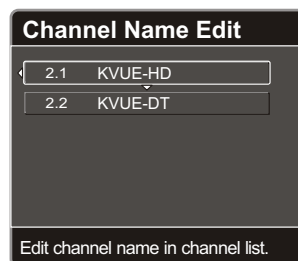 Channel Name Edit
2.1 KVUE-HD
2.2 KVUE-DT
Edit channel name in channel list.